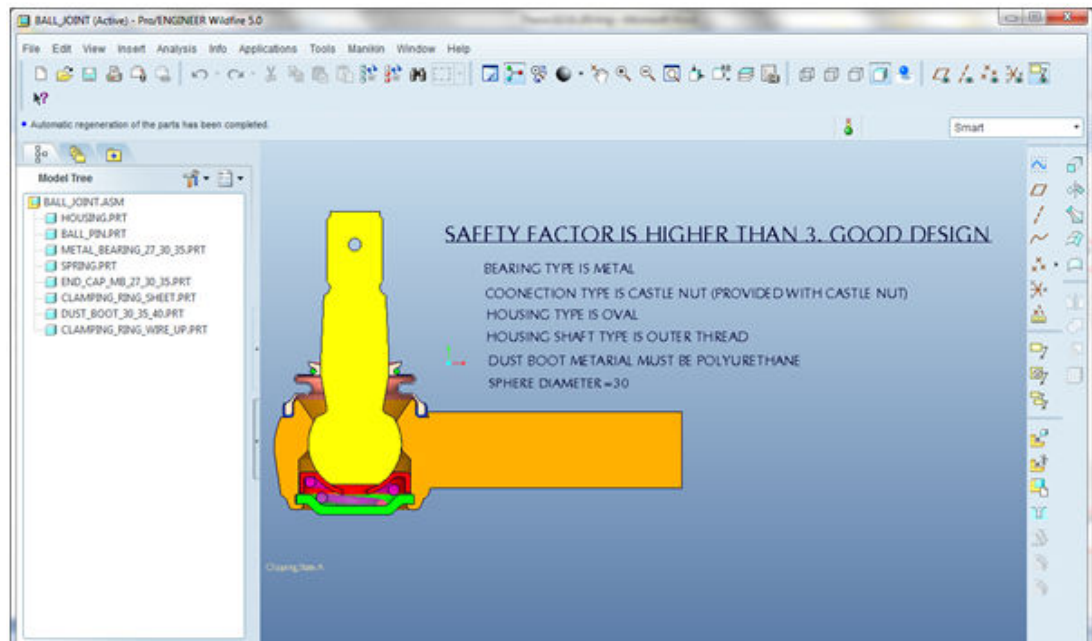 BALL_JOINT (Active) - Pro/ENGINEER Wildfire 5.0
File Edit View Insert Analysis Info Applications Tools Manikin Window Help
• Automatic regeneration of the parts has been completed.
Smart
Model Tree
BALL_JOINT.ASM
HOUSING.PRT
BALL_PIN.PRT
METAL_BEARING_27_30_35.PRT
SPRING.PRT
END_CAP_MB_27_30_35.PRT
CLAMPING_RING_SHEET.PRT
DUST_BOOT_30_35_40.PRT
CLAMPING_RING_WIRE_UP.PRT
SAFETY FACTOR IS HIGHER THAN 3. GOOD DESIGN
BEARING TYPE IS METAL
COONECTION TYPE IS CASTLE NUT (PROVIDED WITH CASTLE NUT)
HOUSING TYPE IS OVAL
HOUSING SHAFT TYPE IS OUTER THREAD
DUST BOOT METARIAL MUST BE POLYURETHANE
SPHERE DIAMETER =30